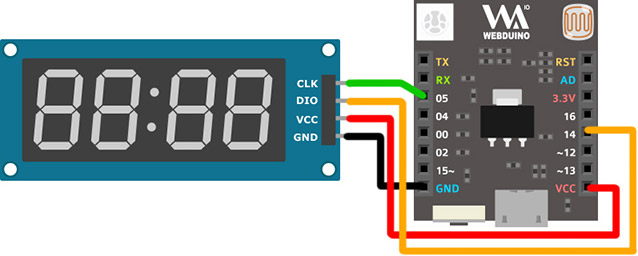 88:88
CLK
DIO
VCC
GND
IO
WEBDUINO
TX
RX
05
04
00
02
15~
GND
RST
AD
3.3V
16
14
~12
~13
VCC